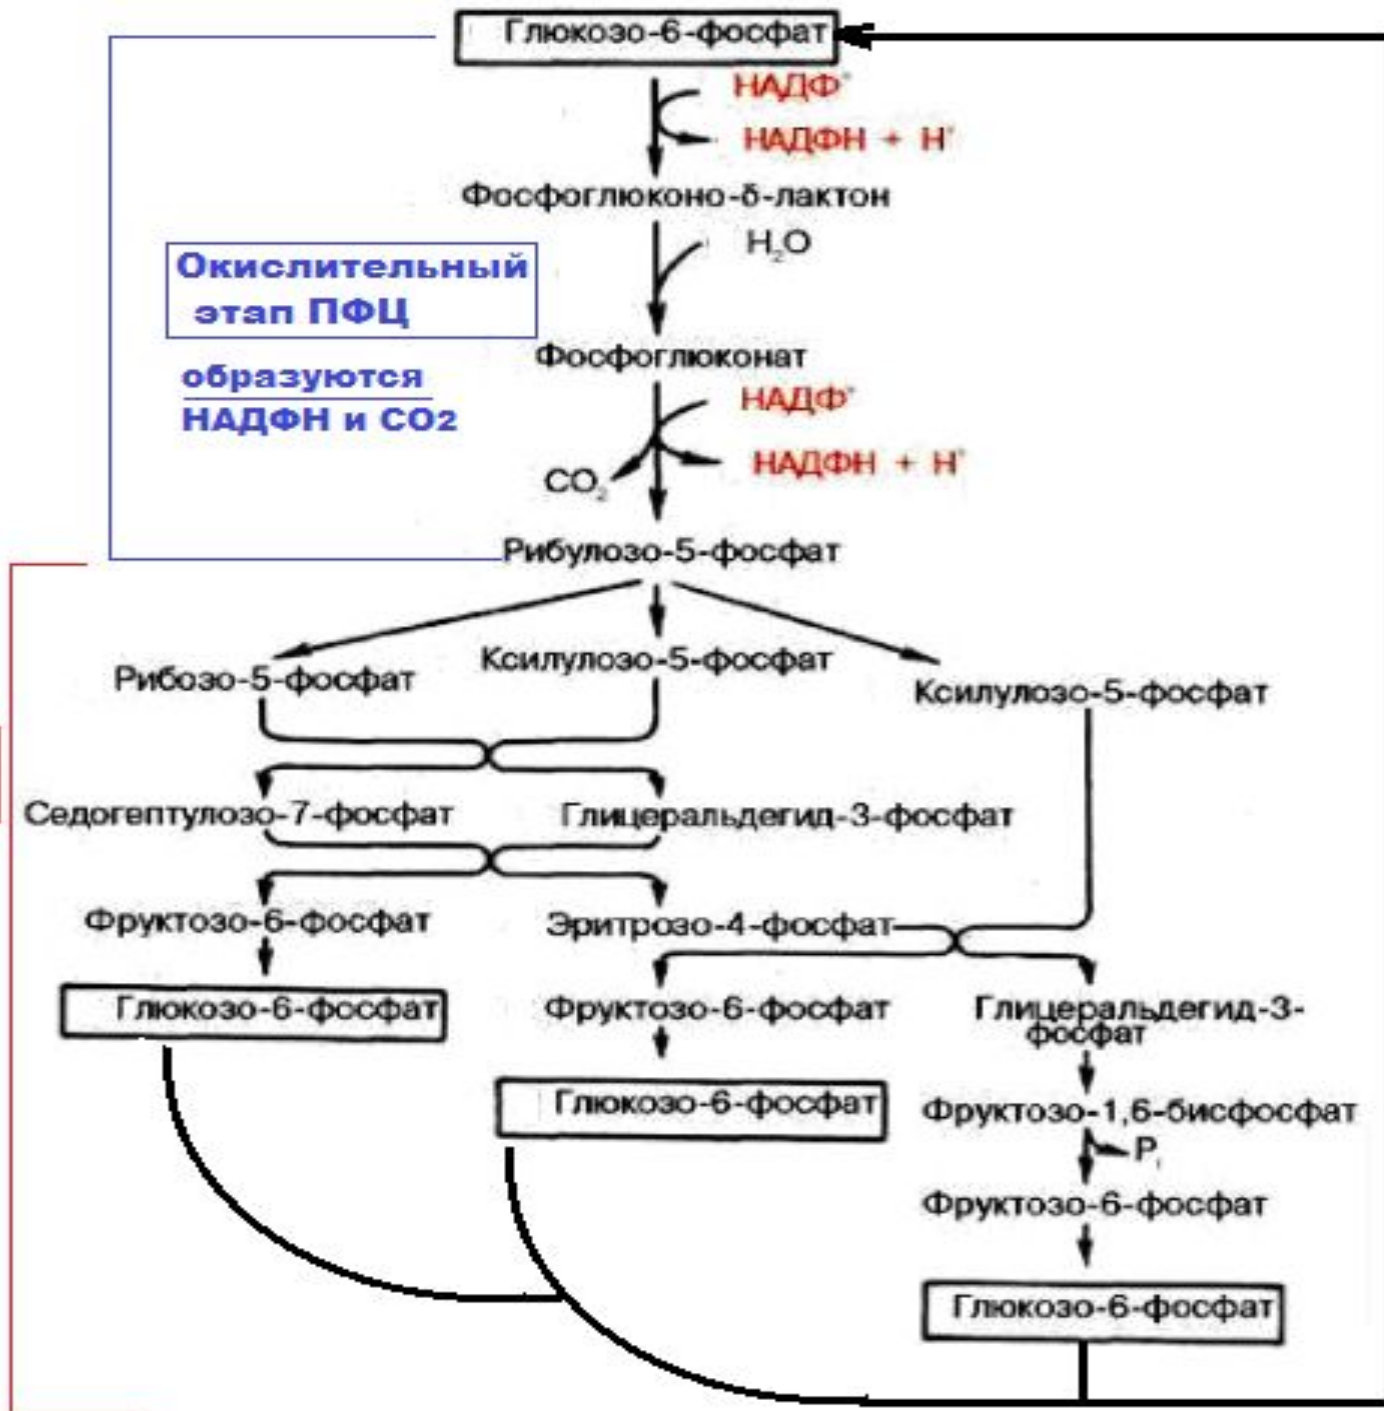 Глюкозо-6-фосфат
НАДФ⁺
НАДФН + Н⁺
Фосфоглюконо-δ-лактон
H₂O
Окислительный
этап ПФЦ
Фосфоглюконат
образуются
НАДФН и СО2
НАДФ⁺
НАДФН + Н⁺
CO₂
Рибулозо-5-фосфат
Рибозо-5-фосфат
Ксилулозо-5-фосфат
Ксилулозо-5-фосфат
Седогептулозо-7-фосфат
Глицеральдегид-3-фосфат
Фруктозо-6-фосфат
Эритрозо-4-фосфат
Глюкозо-6-фосфат
Фруктозо-6-фосфат
Глицеральдегид-3-
фосфат
Глюкозо-6-фосфат
Фруктозо-1,6-бисфосфат
Pᵢ
Фруктозо-6-фосфат
Глюкозо-6-фосфат